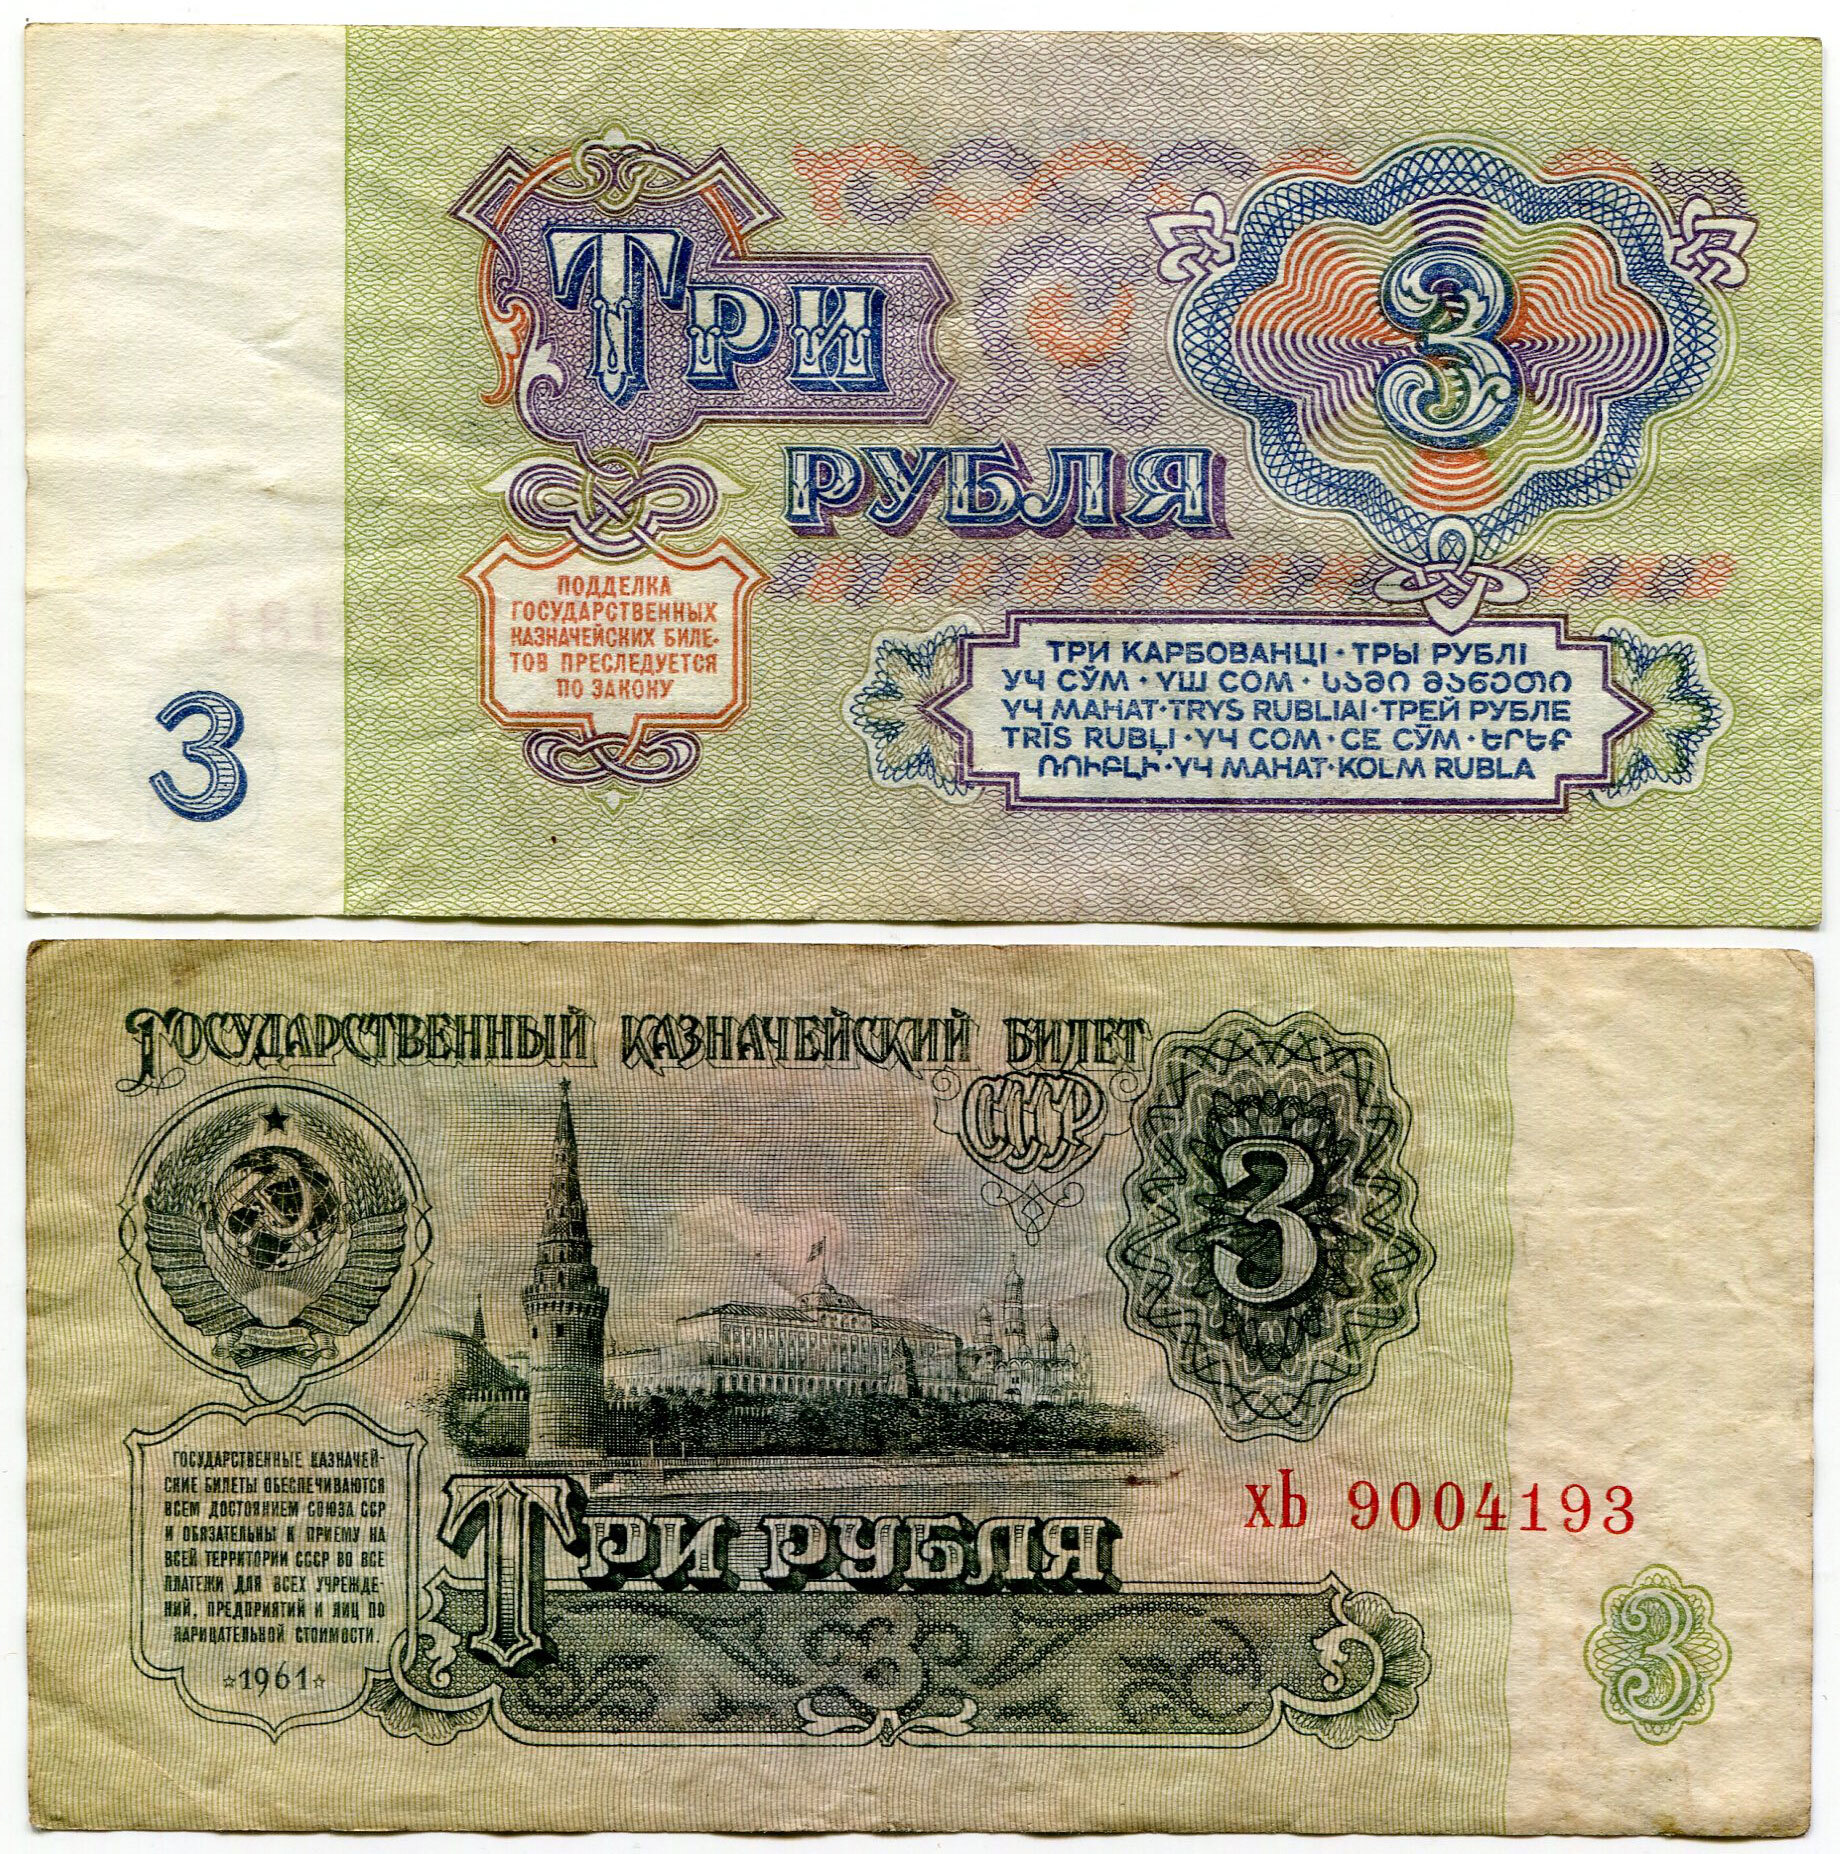 ТРИ
РУБЛЯ
3
ПОДДЕЛКА
ГОСУДАРСТВЕННЫХ
КАЗНАЧЕЙСКИХ БИЛЕ-
ТОВ ПРЕСЛЕДУЕТСЯ
ПО ЗАКОНУ
3
ТРИ КАРБОВАНЦІ·ТРЫ РУБЛІ
УЧ СЎМ·ҮШ СОМ·ᲡᲐᲛᲘ ᲛᲐᲜᲔᲗᲘ
ҮЧ МАНАТ·TRYS RUBLIAI·ТРЕЙ РУБЛЕ
TRĪS RUBĻI·ҮЧ СОМ·СЕ СӮМ·ԵՐԵՔ
ՌՈՒԲԼԻ·ҮЧ МАНАТ·KOLM RUBLA
ГОСУДАРСТВЕННЫЙ КАЗНАЧЕЙСКИЙ БИЛЕТ
СССР
3
ГОСУДАРСТВЕННЫЕ КАЗНАЧЕЙ-
СКИЕ БИЛЕТЫ ОБЕСПЕЧИВАЮТСЯ
ВСЕМ ДОСТОЯНИЕМ СОЮЗА ССР
И ОБЯЗАТЕЛЬНЫ К ПРИЕМУ НА
ВСЕЙ ТЕРРИТОРИИ СССР ВО ВСЕ
ПЛАТЕЖИ ДЛЯ ВСЕХ УЧРЕЖДЕ-
НИЙ, ПРЕДПРИЯТИЙ И ЛИЦ ПО
НАРИЦАТЕЛЬНОЙ СТОИМОСТИ.
☆1961☆
ТРИ РУБЛЯ
хЬ 9004193
3